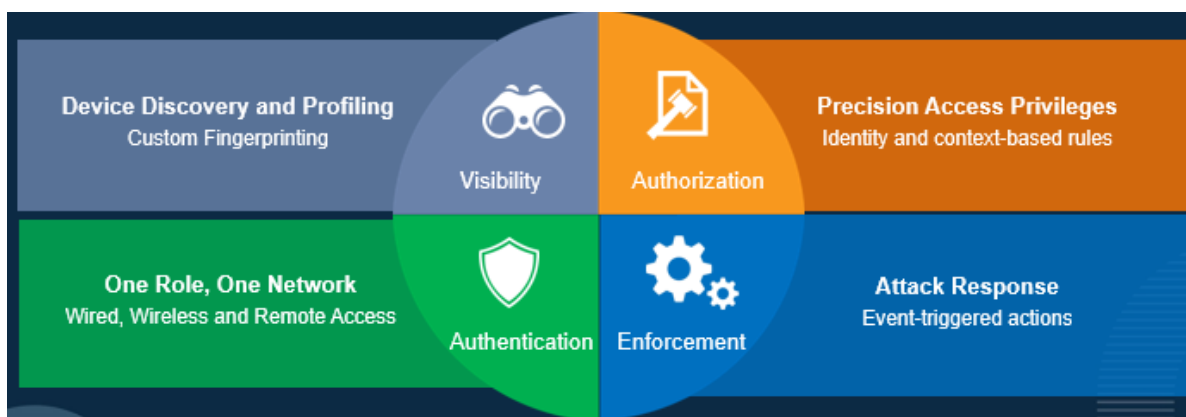 Device Discovery and Profiling
Custom Fingerprinting
Visibility
Authorization
Precision Access Privileges
Identity and context-based rules
One Role, One Network
Wired, Wireless and Remote Access
Authentication
Enforcement
Attack Response
Event-triggered actions